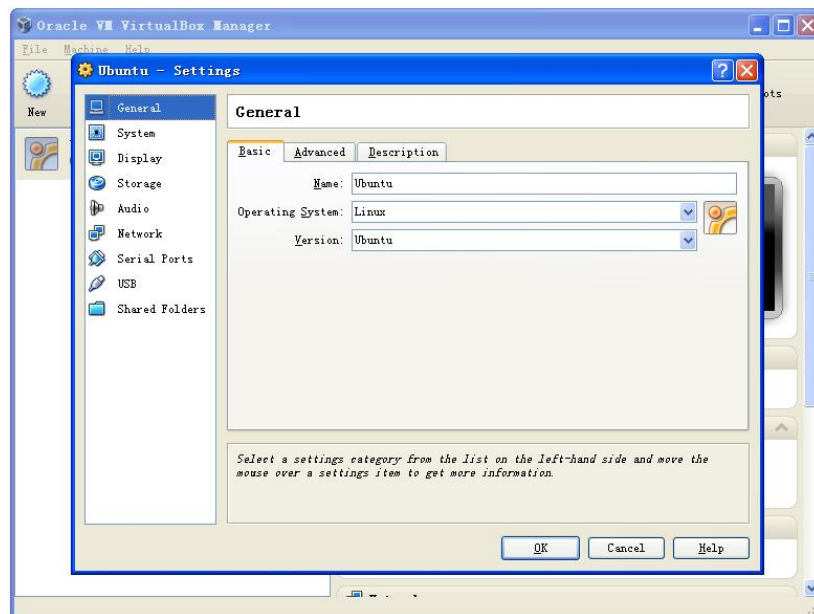 Oracle VM VirtualBox Manager
File Machine Help
Ubuntu - Settings
New
ots
General
System
Display
Storage
Audio
Network
Serial Ports
USB
Shared Folders
General
Basic Advanced Description
Name: Ubuntu
Operating System: Linux
Version: Ubuntu
Select a settings category from the list on the left-hand side and move the
mouse over a settings item to get more information.
OK Cancel Help